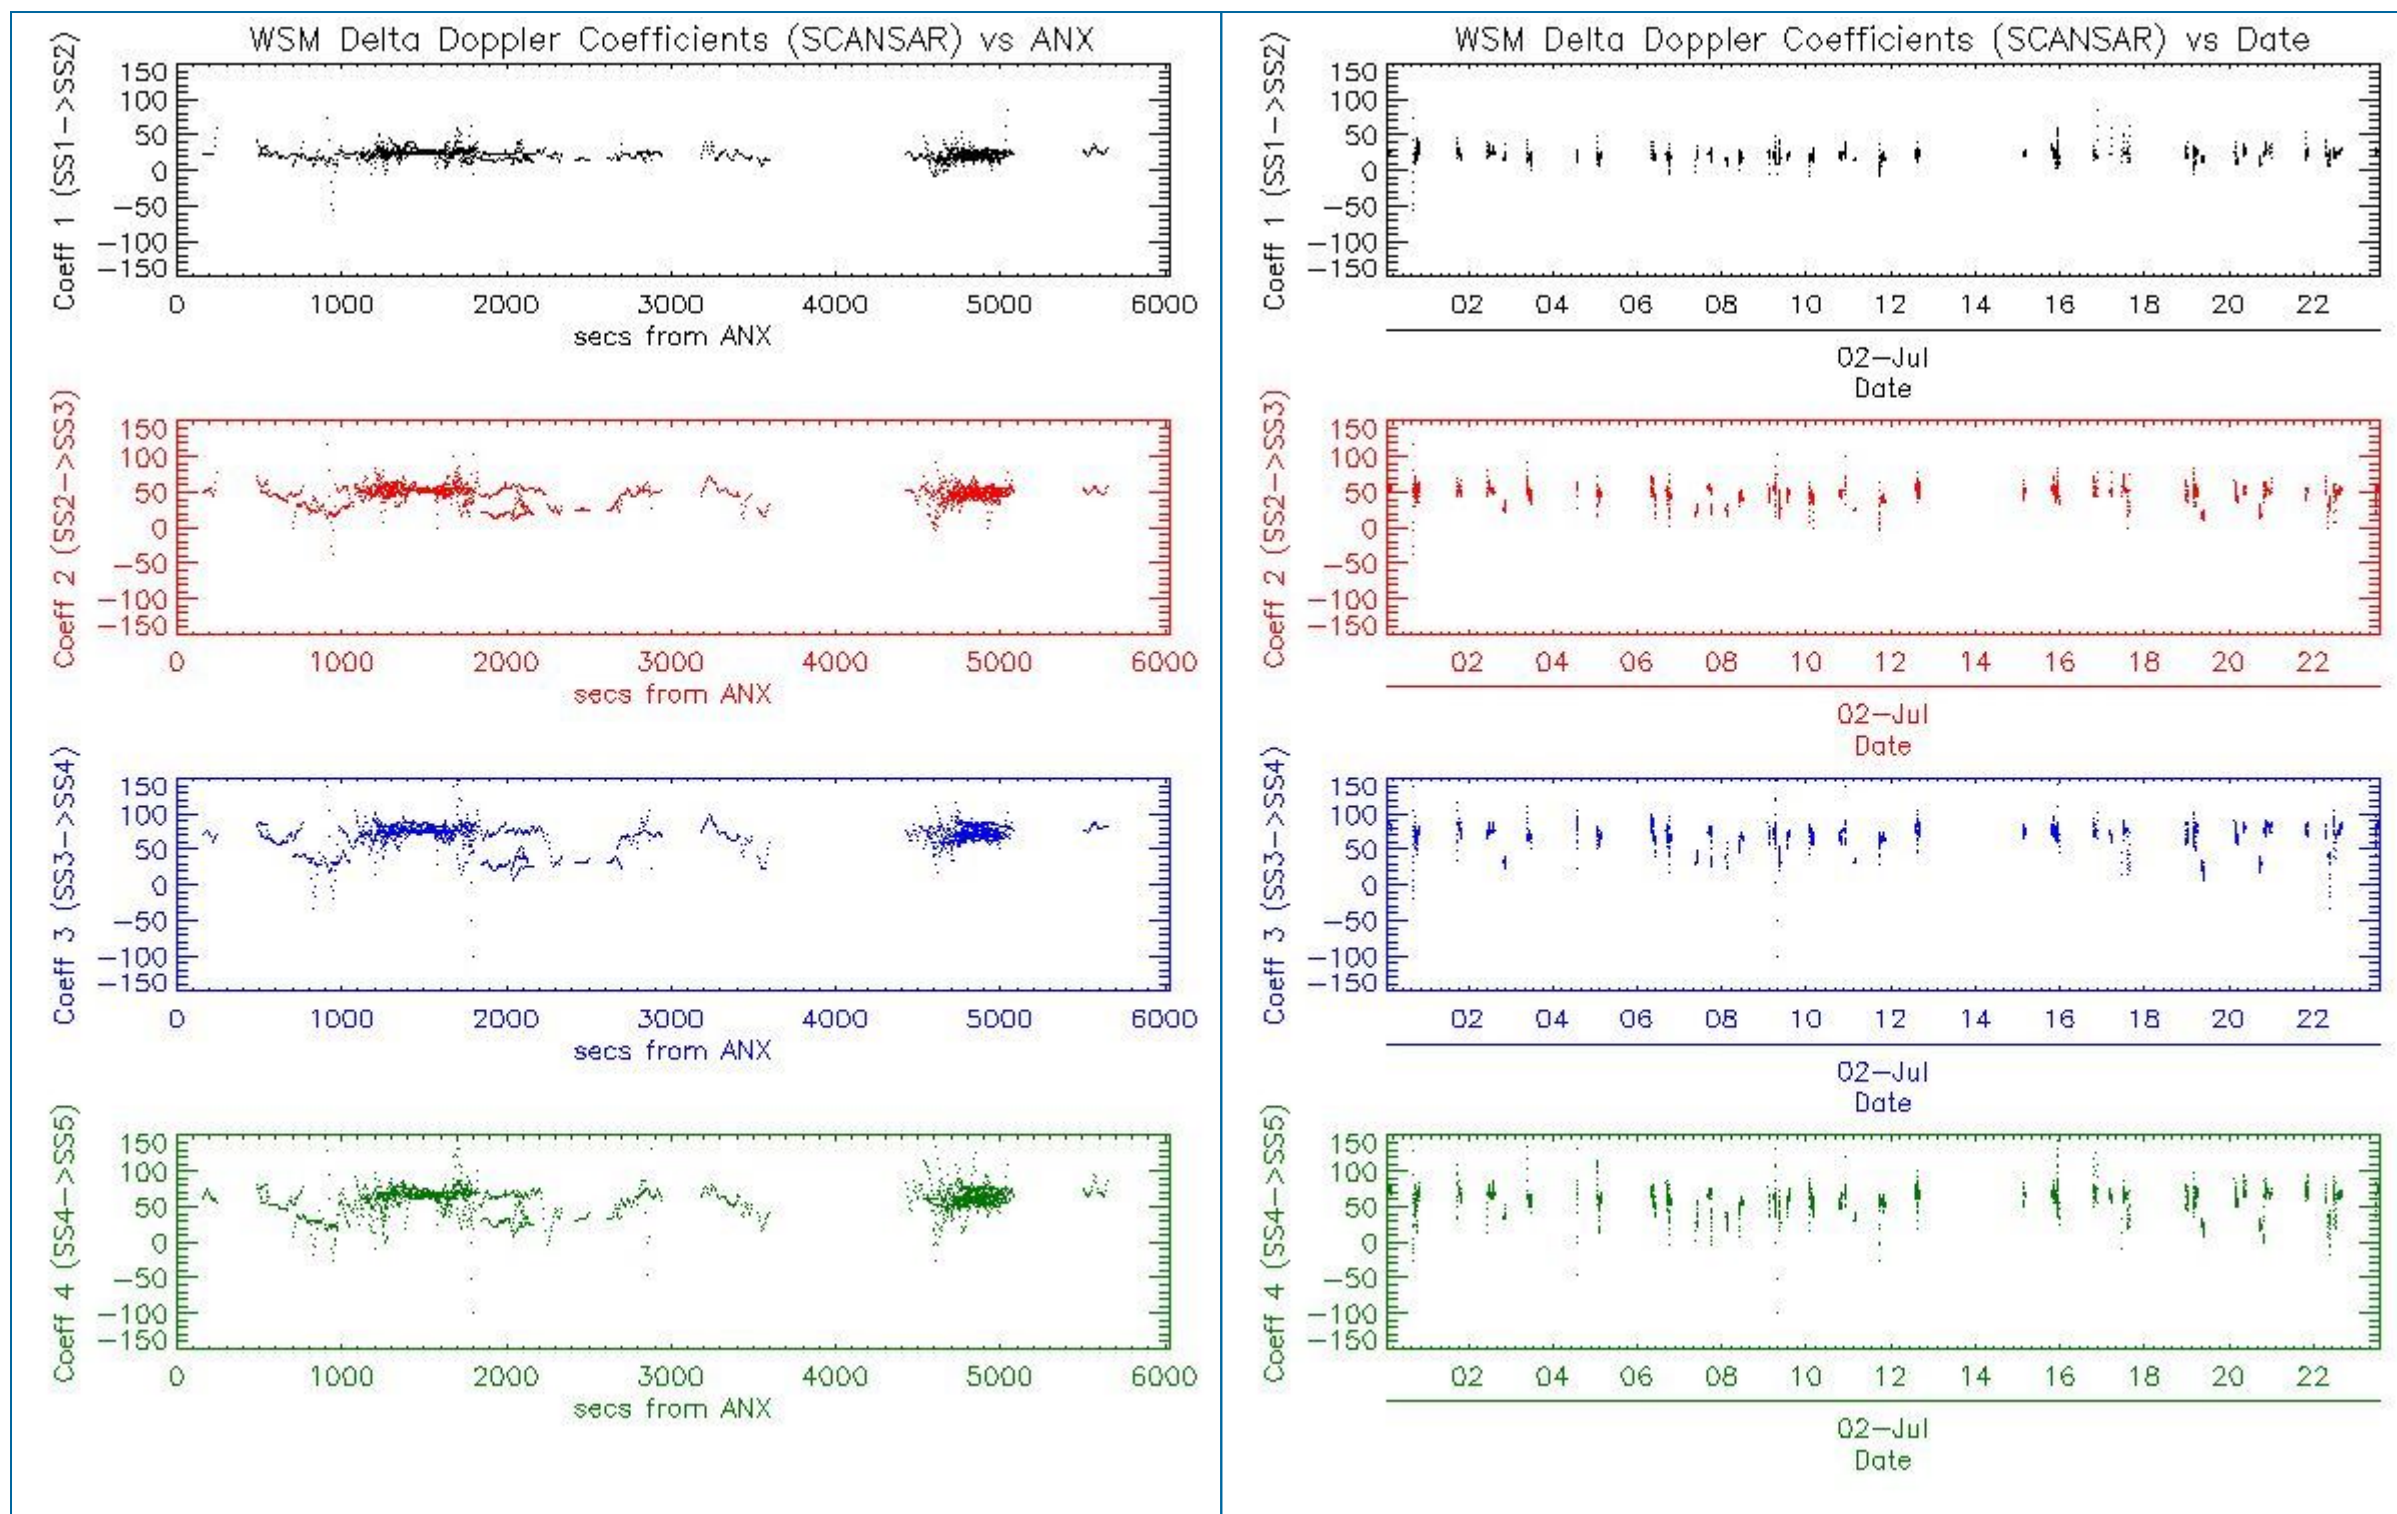 WSM Delta Doppler Coefficients (SCANSAR) vs ANX
Coeff 1 (SS1->SS2)
150
100
50
0
-50
-100
-150
0 1000 2000 3000 4000 5000 6000
secs from ANX
Coeff 2 (SS2->SS3)
150
100
50
0
-50
-100
-150
0 1000 2000 3000 4000 5000 6000
secs from ANX
Coeff 3 (SS3->SS4)
150
100
50
0
-50
-100
-150
0 1000 2000 3000 4000 5000 6000
secs from ANX
Coeff 4 (SS4->SS5)
150
100
50
0
-50
-100
-150
0 1000 2000 3000 4000 5000 6000
secs from ANX
WSM Delta Doppler Coefficients (SCANSAR) vs Date
Coeff 1 (SS1->SS2)
150
100
50
0
-50
-100
-150
02 04 06 08 10 12 14 16 18 20 22
02-Jul
Date
Coeff 2 (SS2->SS3)
150
100
50
0
-50
-100
-150
02 04 06 08 10 12 14 16 18 20 22
02-Jul
Date
Coeff 3 (SS3->SS4)
150
100
50
0
-50
-100
-150
02 04 06 08 10 12 14 16 18 20 22
02-Jul
Date
Coeff 4 (SS4->SS5)
150
100
50
0
-50
-100
-150
02 04 06 08 10 12 14 16 18 20 22
02-Jul
Date